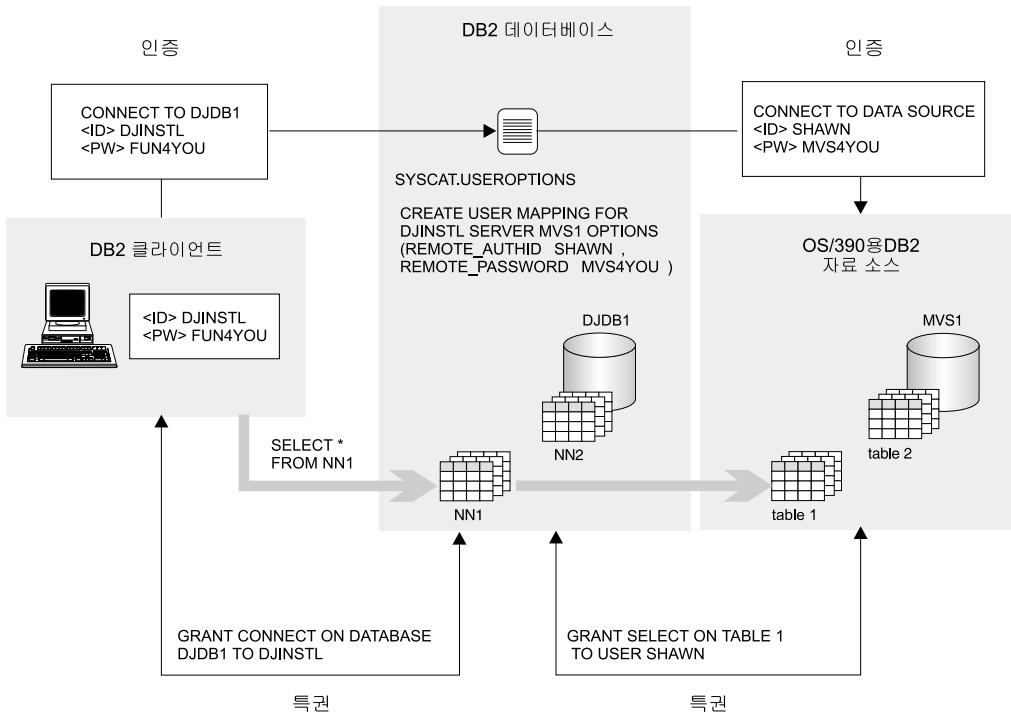 DB2 데이터베이스
인증
인증
CONNECT TO DJDB1
<ID> DJINSTL
<PW> FUN4YOU
CONNECT TO DATA SOURCE
<ID> SHAWN
<PW> MVS4YOU
SYSCAT.USEROPTIONS
CREATE USER MAPPING FOR
DJINSTL SERVER MVS1 OPTIONS
(REMOTE_AUTHID SHAWN ,
REMOTE_PASSWORD MVS4YOU )
DB2 클라이언트
<ID> DJINSTL
<PW> FUN4YOU
OS/390용DB2
자료 소스
DJDB1
MVS1
SELECT *
FROM NN1
NN2
table 2
NN1
table 1
GRANT CONNECT ON DATABASE
DJDB1 TO DJINSTL
GRANT SELECT ON TABLE 1
TO USER SHAWN
특권
특권